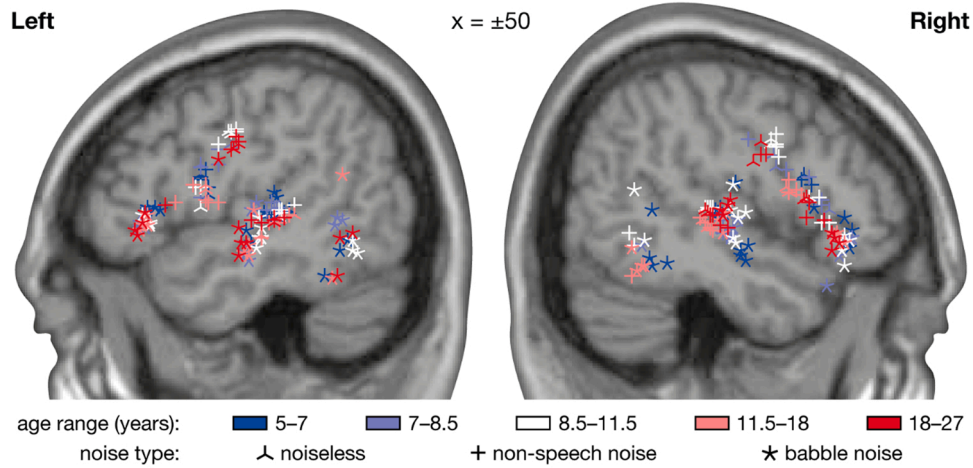 Left x = ±50 Right
age range (years): 5–7 7–8.5 8.5–11.5 11.5–18 18–27
noise type: noiseless non-speech noise babble noise